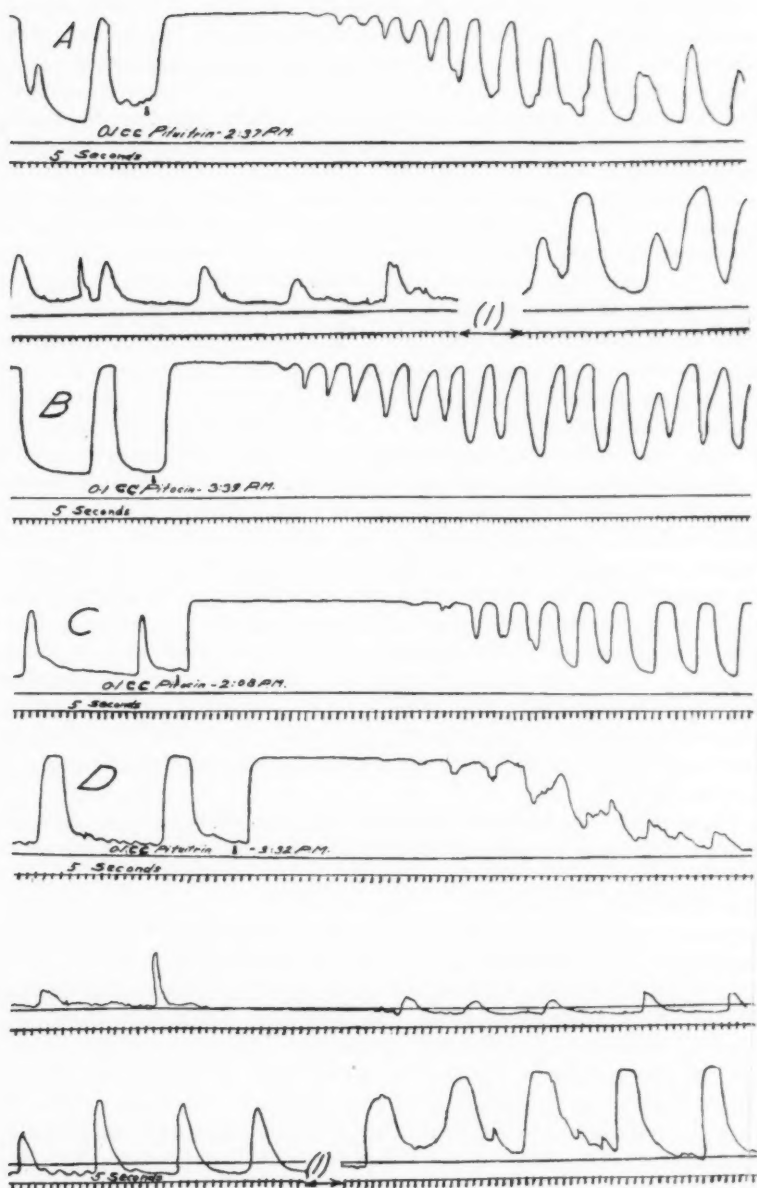 A
0.1 CC Pituitrin - 2:37 P.M.
5 Seconds
(1)
B
0.1 CC Pitocin - 3:39 P.M.
5 Seconds
C
0.1 CC Pitocin - 2:08 P.M.
5 Seconds
D
0.1 CC Pituitrin - 3:32 P.M.
5 Seconds
(1)
5 Seconds